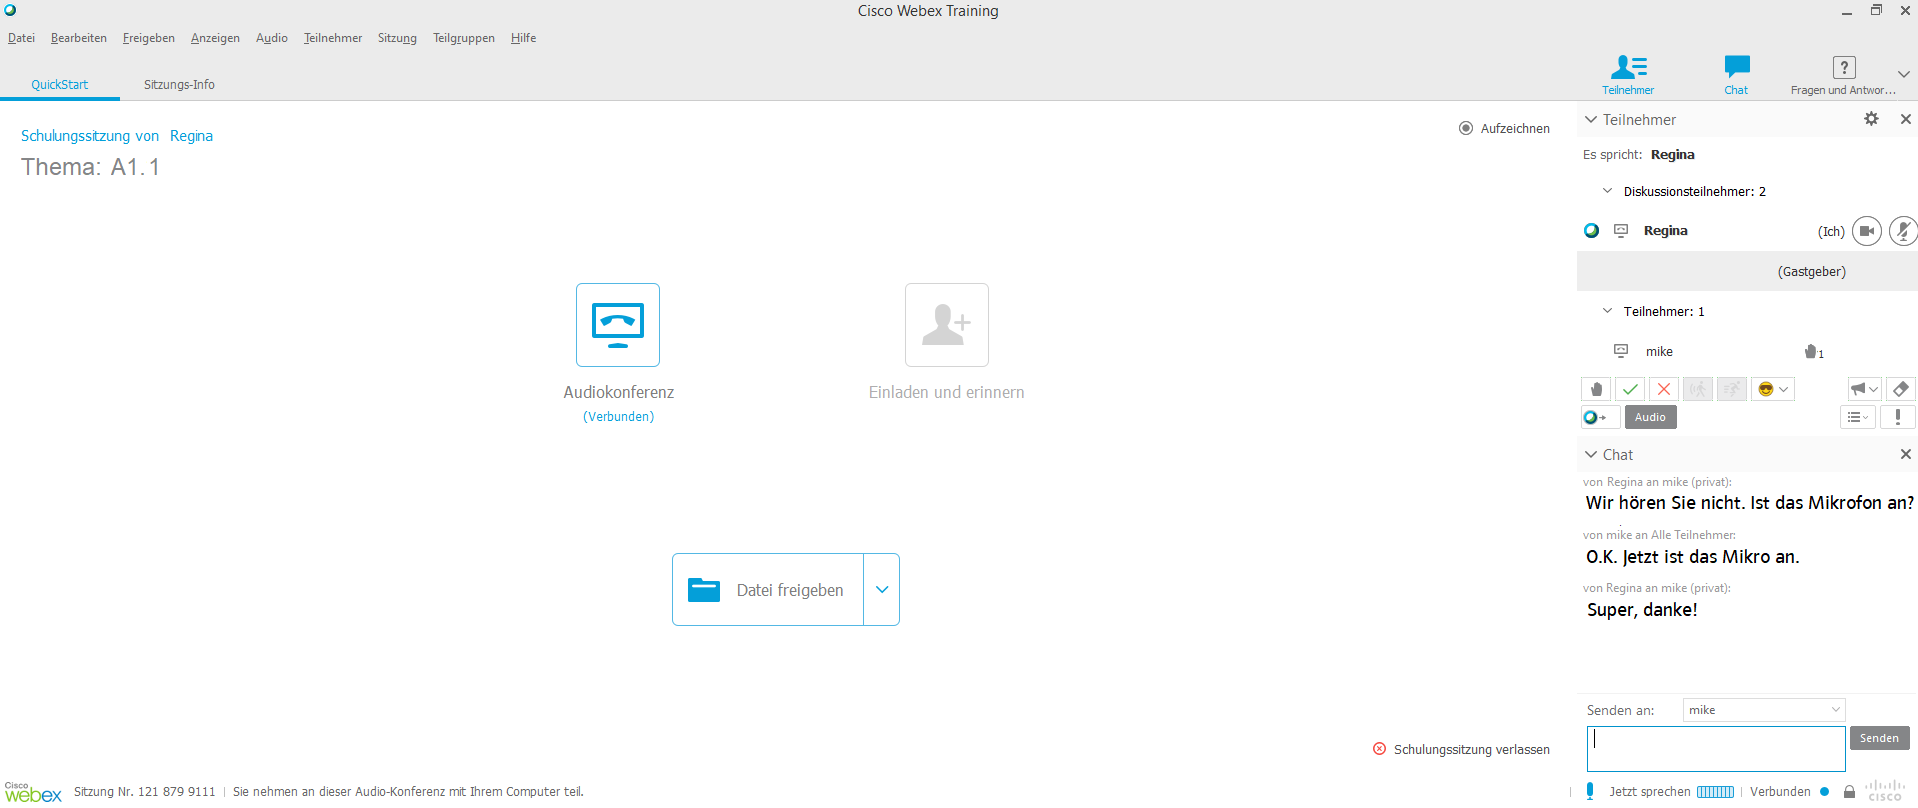 Cisco Webex Training
Datei Bearbeiten Freigeben Anzeigen Audio Teilnehmer Sitzung Teilgruppen Hilfe
QuickStart Sitzungs-Info
Teilnehmer Chat Fragen und Antwor...
Schulungssitzung von Regina
Thema: A1.1
Aufzeichnen
Audiokonferenz
(Verbunden)
Einladen und erinnern
Datei freigeben
Schulungssitzung verlassen
Teilnehmer
Es spricht: Regina
Diskussionsteilnehmer: 2
Regina (Ich)
(Gastgeber)
Teilnehmer: 1
mike 1
Audio
Chat
von Regina an mike (privat):
Wir hören Sie nicht. Ist das Mikrofon an?
von mike an Alle Teilnehmer:
O.K. Jetzt ist das Mikro an.
von Regina an mike (privat):
Super, danke!
Senden an: mike
Senden
Cisco webex Sitzung Nr. 121 879 9111 | Sie nehmen an dieser Audio-Konferenz mit Ihrem Computer teil.
Jetzt sprechen | Verbunden
CISCO